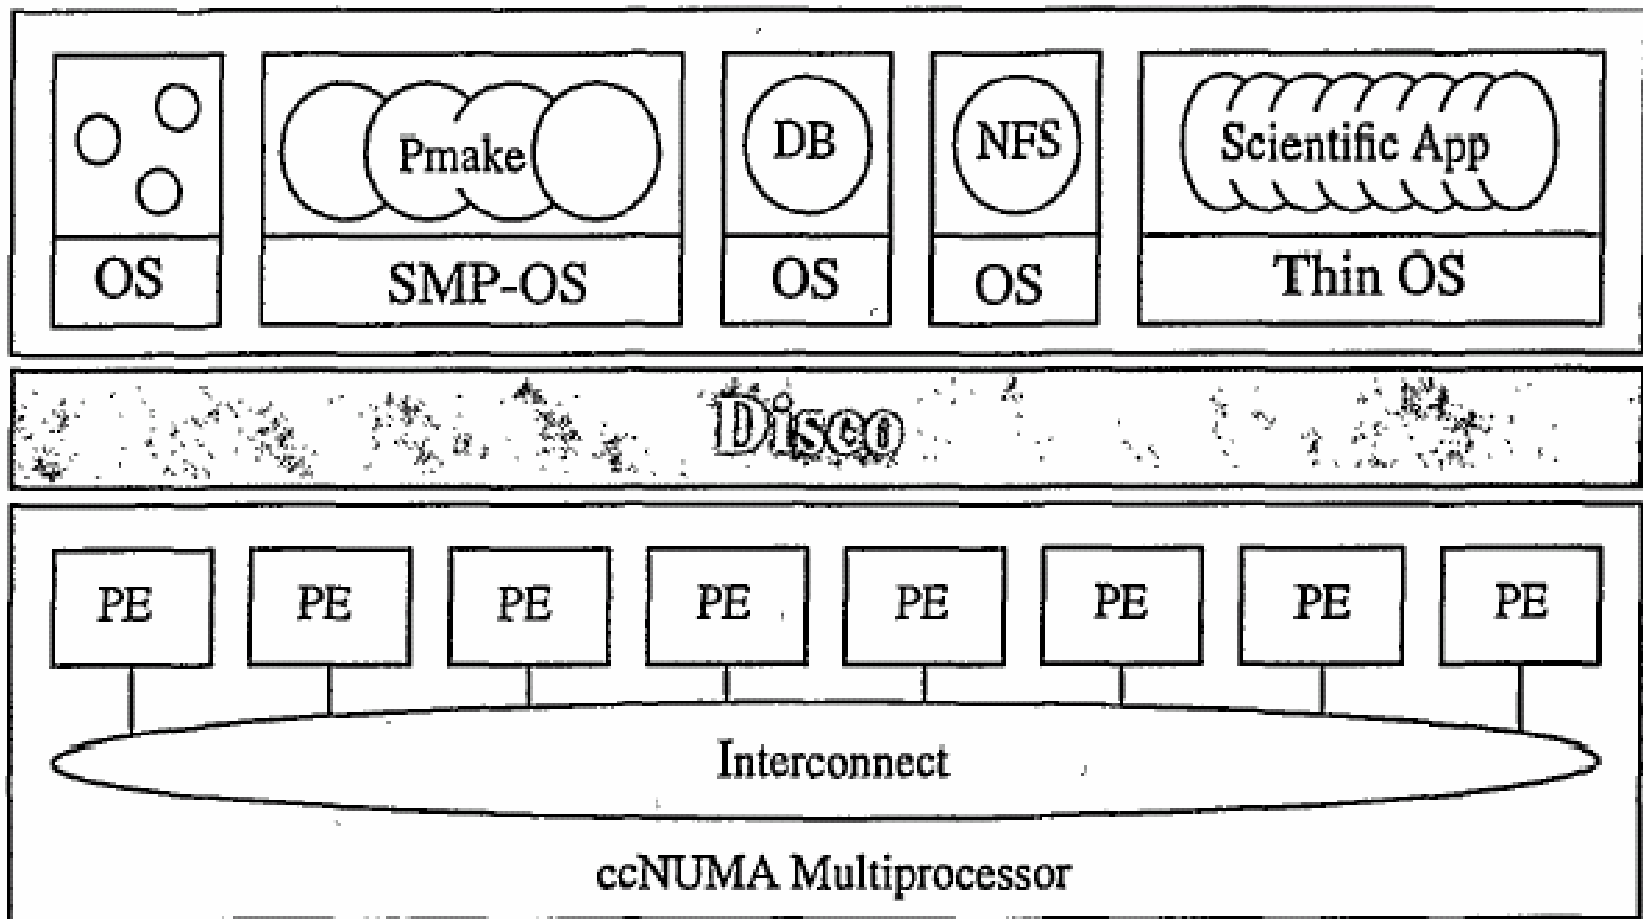 Pmake DB NFS Scientific App
OS SMP-OS OS OS Thin OS
Disco
PE PE PE PE PE PE PE PE
Interconnect
ccNUMA Multiprocessor